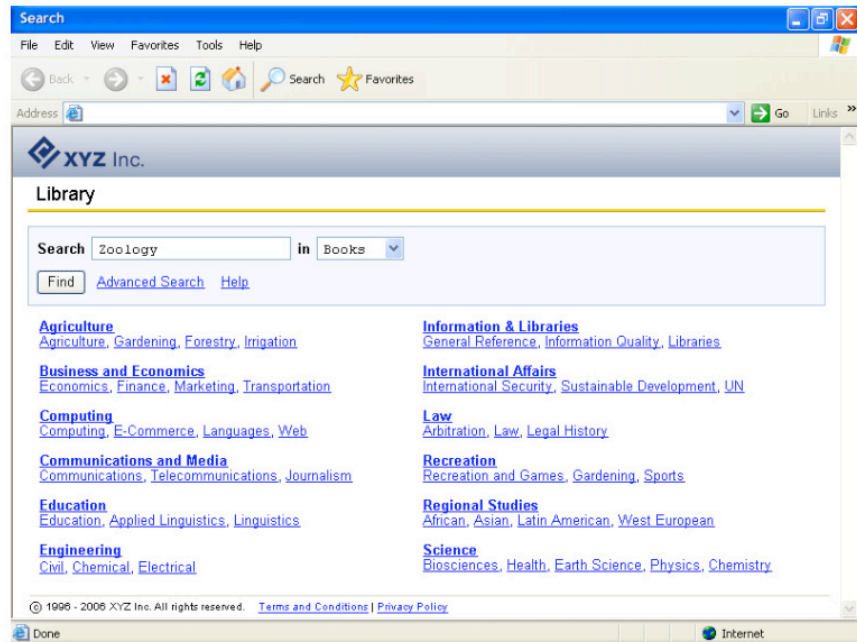 Search
File Edit View Favorites Tools Help
Back Search Favorites
Address Go Links »
XYZ Inc.
Library
Search Zoology in Books
Find Advanced Search Help
Agriculture
Agriculture, Gardening, Forestry, Irrigation
Business and Economics
Economics, Finance, Marketing, Transportation
Computing
Computing, E-Commerce, Languages, Web
Communications and Media
Communications, Telecommunications, Journalism
Education
Education, Applied Linguistics, Linguistics
Engineering
Civil, Chemical, Electrical
Information & Libraries
General Reference, Information Quality, Libraries
International Affairs
International Security, Sustainable Development, UN
Law
Arbitration, Law, Legal History
Recreation
Recreation and Games, Gardening, Sports
Regional Studies
African, Asian, Latin American, West European
Science
Biosciences, Health, Earth Science, Physics, Chemistry
© 1996 - 2006 XYZ Inc. All rights reserved. Terms and Conditions | Privacy Policy
Done Internet